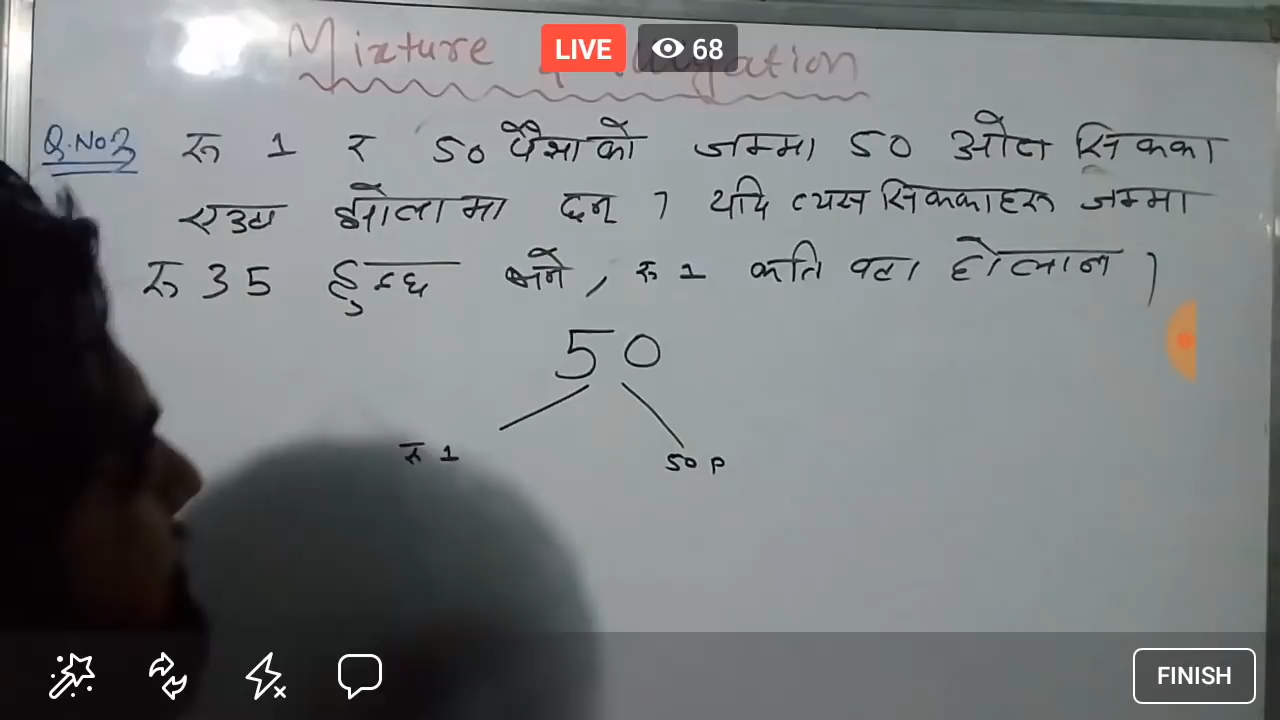 LIVE 68
Mixture
Q.No3 रू 1 र 50 पैसाको जम्मा 50 ओटा सिक्का
एउटा झोलामा छन् । यदि त्यस सिक्काहरू जम्मा
रू 35 हुन्छ भने, रू 1 कति वटा होलान ।
50
रू 1 50 P
FINISH